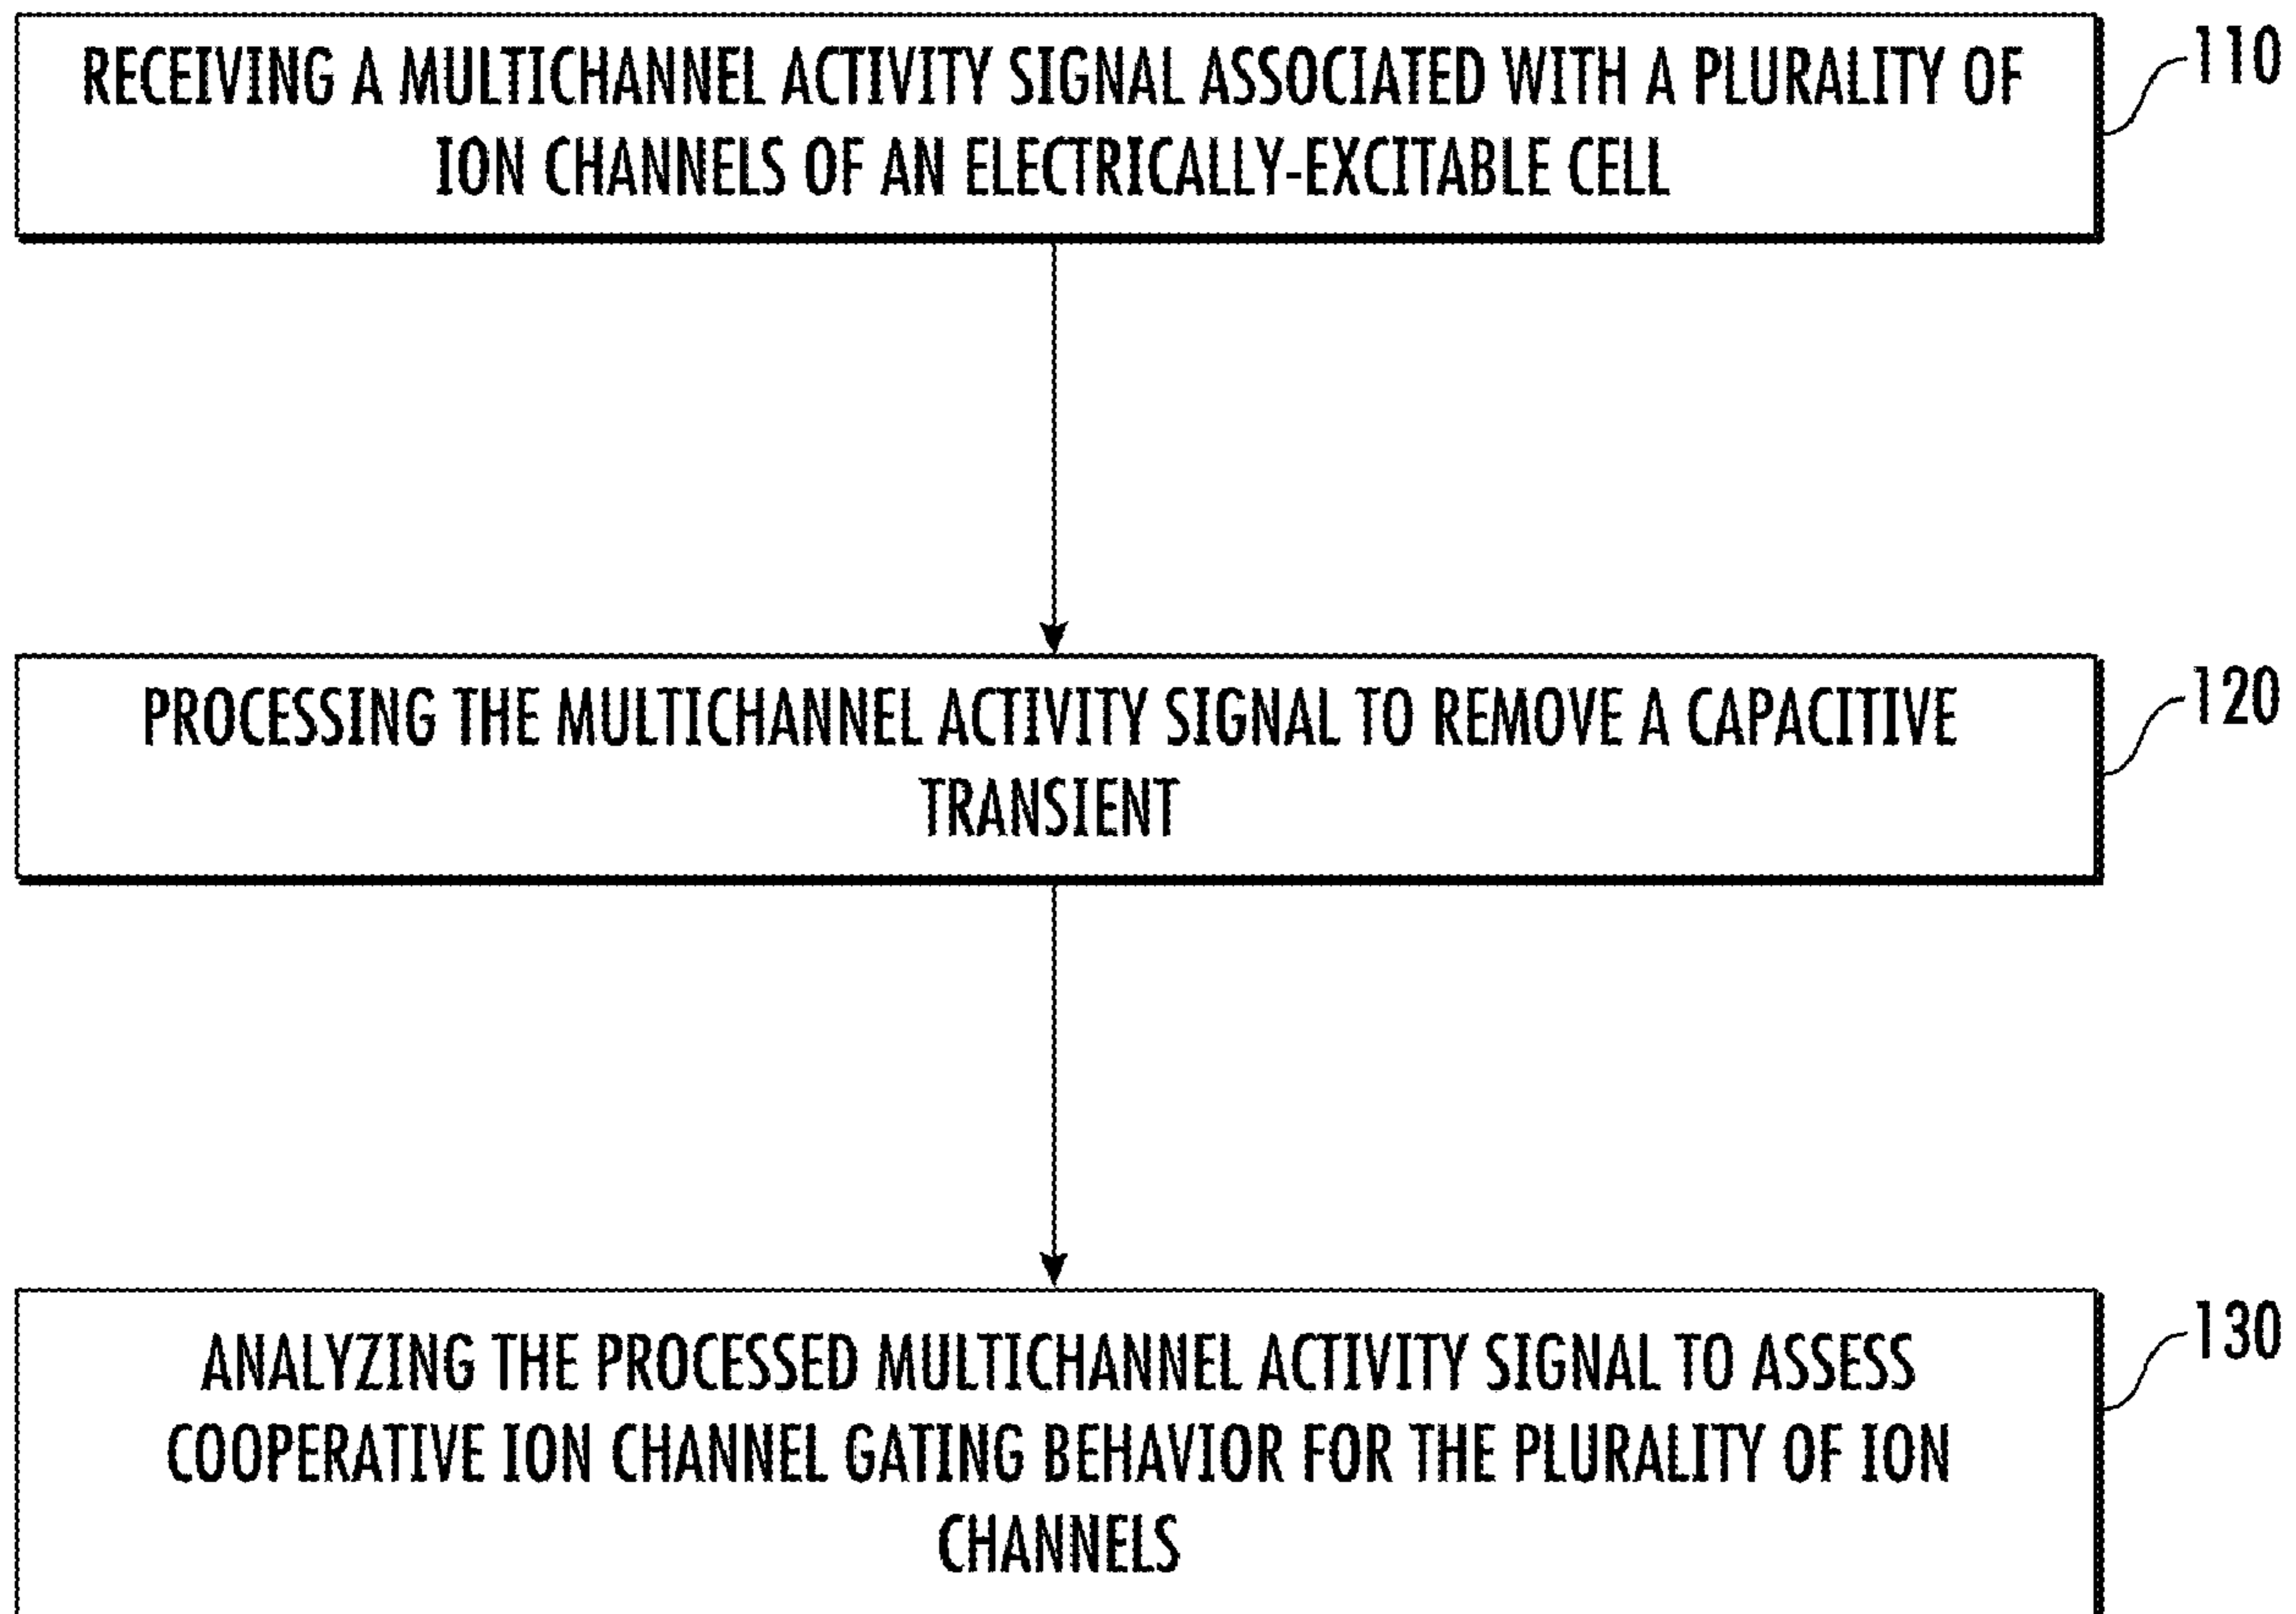 RECEIVING A MULTICHANNEL ACTIVITY SIGNAL ASSOCIATED WITH A PLURALITY OF
ION CHANNELS OF AN ELECTRICALLY-EXCITABLE CELL
110
PROCESSING THE MULTICHANNEL ACTIVITY SIGNAL TO REMOVE A CAPACITIVE
TRANSIENT
120
ANALYZING THE PROCESSED MULTICHANNEL ACTIVITY SIGNAL TO ASSESS
COOPERATIVE ION CHANNEL GATING BEHAVIOR FOR THE PLURALITY OF ION
CHANNELS
130